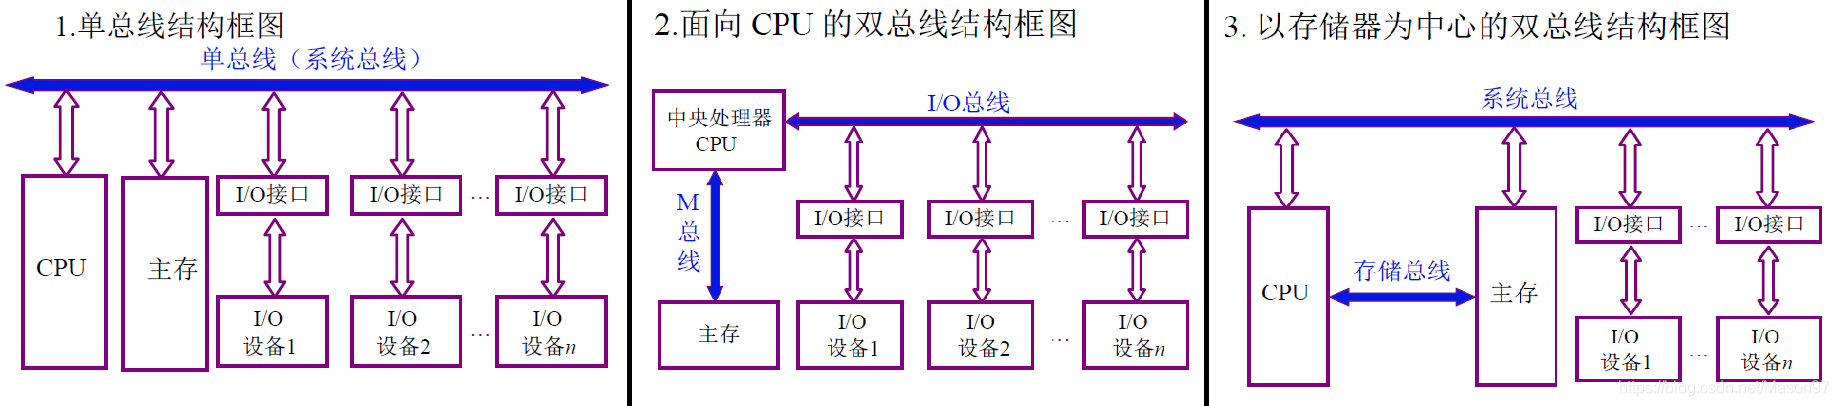 1.单总线结构框图
单总线（系统总线）
CPU
主存
I/O接口
I/O接口
...
I/O接口
I/O
设备1
I/O
设备2
...
I/O
设备n
2.面向 CPU 的双总线结构框图
中央处理器
CPU
I/O总线
M
总
线
I/O接口
I/O接口
...
I/O接口
主存
I/O
设备1
I/O
设备2
...
I/O
设备n
3. 以存储器为中心的双总线结构框图
系统总线
CPU
存储总线
主存
I/O接口
...
I/O接口
I/O
设备1
...
I/O
设备n
https://blog.csdn.net/Mason97